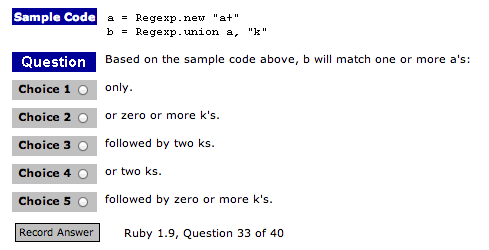 Sample Code a = Regexp.new "a+"
b = Regexp.union a, "k"
Question Based on the sample code above, b will match one or more a's:
Choice 1 only.
Choice 2 or zero or more k's.
Choice 3 followed by two ks.
Choice 4 or two ks.
Choice 5 followed by zero or more k's.
Record Answer Ruby 1.9, Question 33 of 40